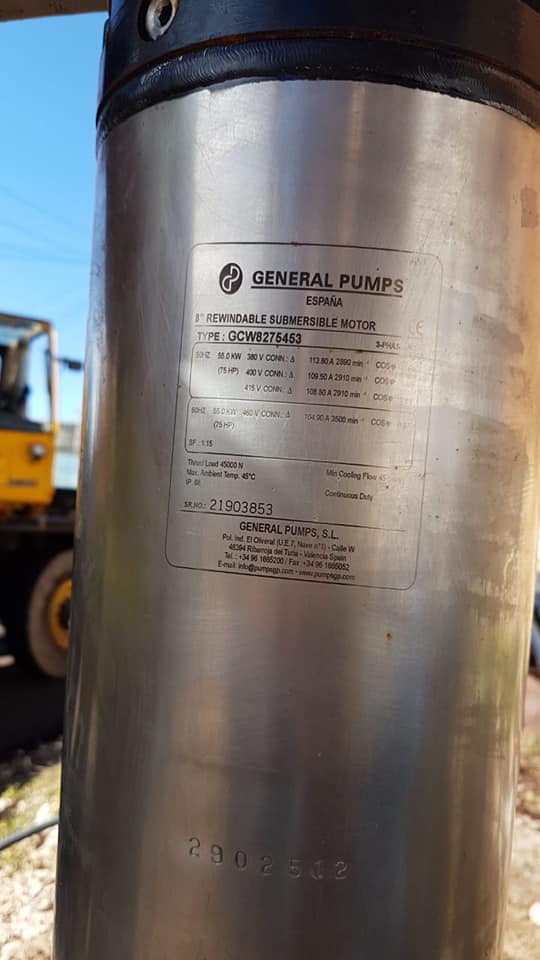 GP GENERAL PUMPS
ESPAÑA
8" REWINDABLE SUBMERSIBLE MOTOR CE
TYPE : GCW8275453 3-PHAS
50HZ 55.0 KW 380 V CONN.: Δ 113.80 A 2890 min⁻¹ COSφ
(75 HP) 400 V CONN.: Δ 109.50 A 2910 min⁻¹ COSφ
415 V CONN.: Δ 108.80 A 2910 min⁻¹ COSφ
60HZ 55.0 KW 460 V CONN.: Δ 104.90 A 3500 min⁻¹ COSφ
(75 HP)
SF : 1.15
Thrust Load 45000 N Min Cooling Flow
Max. Ambient Temp. 45°C
IP 68 Continuous Duty
SR.NO.: 21903853
GENERAL PUMPS, S.L.
Pol. Ind. El Oliveral (U.E.7, Nave nº1) - Calle W
46394 Ribarroja del Turia - Valencia Spain
Tel. : +34 96 1665200 / Fax :+34 96 1665052
E-mail: info@pumpsgp.com - www.pumpsgp.com